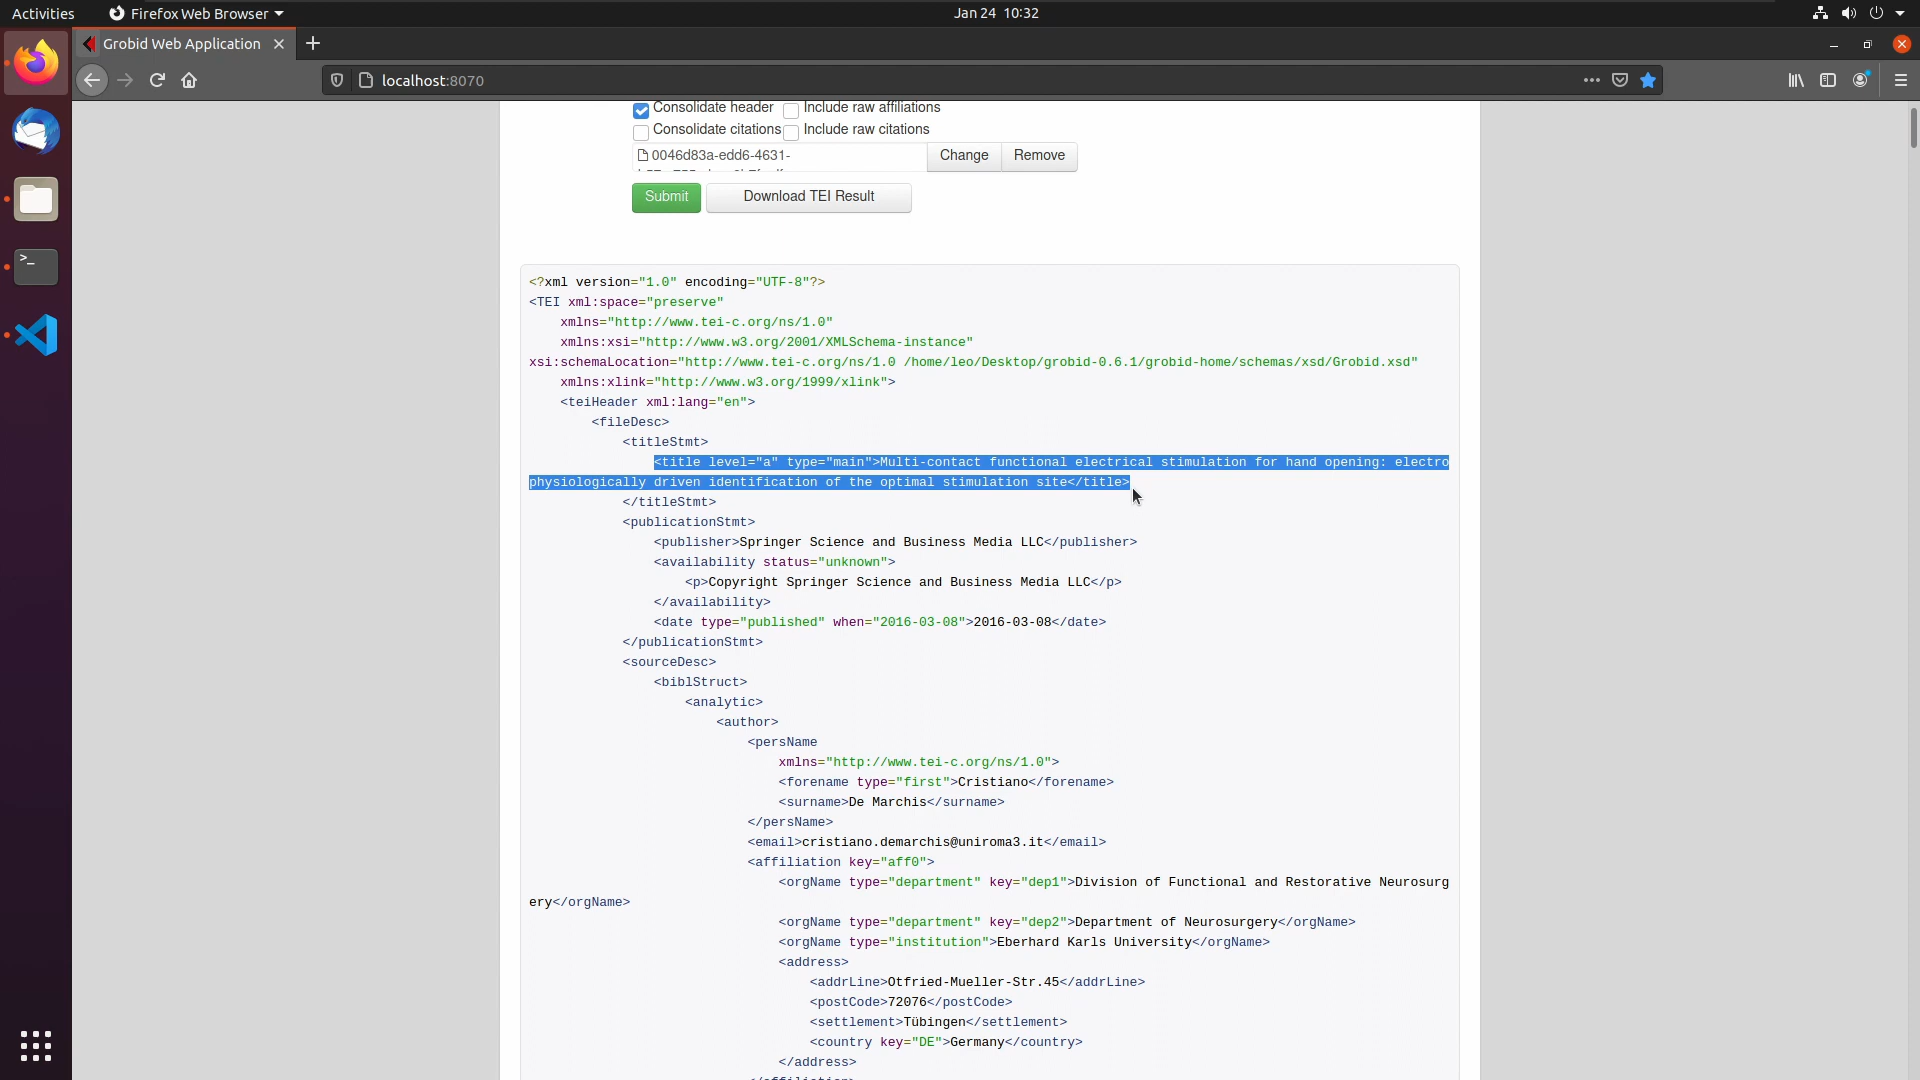 Activities
Firefox Web Browser
Jan 24 10:32
Grobid Web Application
localhost:8070
Consolidate header
Include raw affiliations
Consolidate citations
Include raw citations
0046d83a-edd6-4631-
Change
Remove
Submit
Download TEI Result
<?xml version="1.0" encoding="UTF-8"?>
<TEI xml:space="preserve"
xmlns="http://www.tei-c.org/ns/1.0"
xmlns:xsi="http://www.w3.org/2001/XMLSchema-instance"
xsi:schemaLocation="http://www.tei-c.org/ns/1.0 /home/leo/Desktop/grobid-0.6.1/grobid-home/schemas/xsd/Grobid.xsd"
xmlns:xlink="http://www.w3.org/1999/xlink">
<teiHeader xml:lang="en">
<fileDesc>
<titleStmt>
<title level="a" type="main">Multi-contact functional electrical stimulation for hand opening: electro
physiologically driven identification of the optimal stimulation site</title>
</titleStmt>
<publicationStmt>
<publisher>Springer Science and Business Media LLC</publisher>
<availability status="unknown">
<p>Copyright Springer Science and Business Media LLC</p>
</availability>
<date type="published" when="2016-03-08">2016-03-08</date>
</publicationStmt>
<sourceDesc>
<biblStruct>
<analytic>
<author>
<persName
xmlns="http://www.tei-c.org/ns/1.0">
<forename type="first">Cristiano</forename>
<surname>De Marchis</surname>
</persName>
<email>cristiano.demarchis@uniroma3.it</email>
<affiliation key="aff0">
<orgName type="department" key="dep1">Division of Functional and Restorative Neurosurg
ery</orgName>
<orgName type="department" key="dep2">Department of Neurosurgery</orgName>
<orgName type="institution">Eberhard Karls University</orgName>
<address>
<addrLine>Otfried-Mueller-Str.45</addrLine>
<postCode>72076</postCode>
<settlement>Tübingen</settlement>
<country key="DE">Germany</country>
</address>